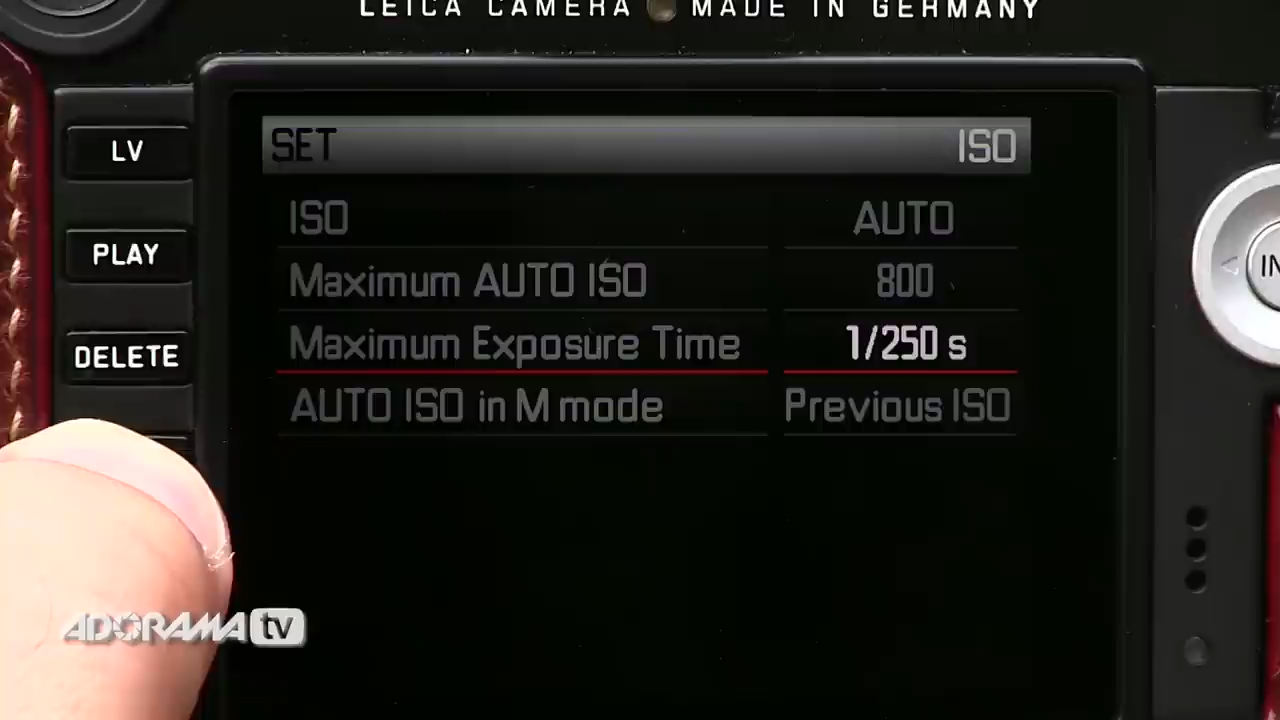 LEICA CAMERA MADE IN GERMANY
LV
PLAY
DELETE
SET ISO
ISO AUTO
Maximum AUTO ISO 800
Maximum Exposure Time 1/250 s
AUTO ISO in M mode Previous ISO
ADORAMA tv